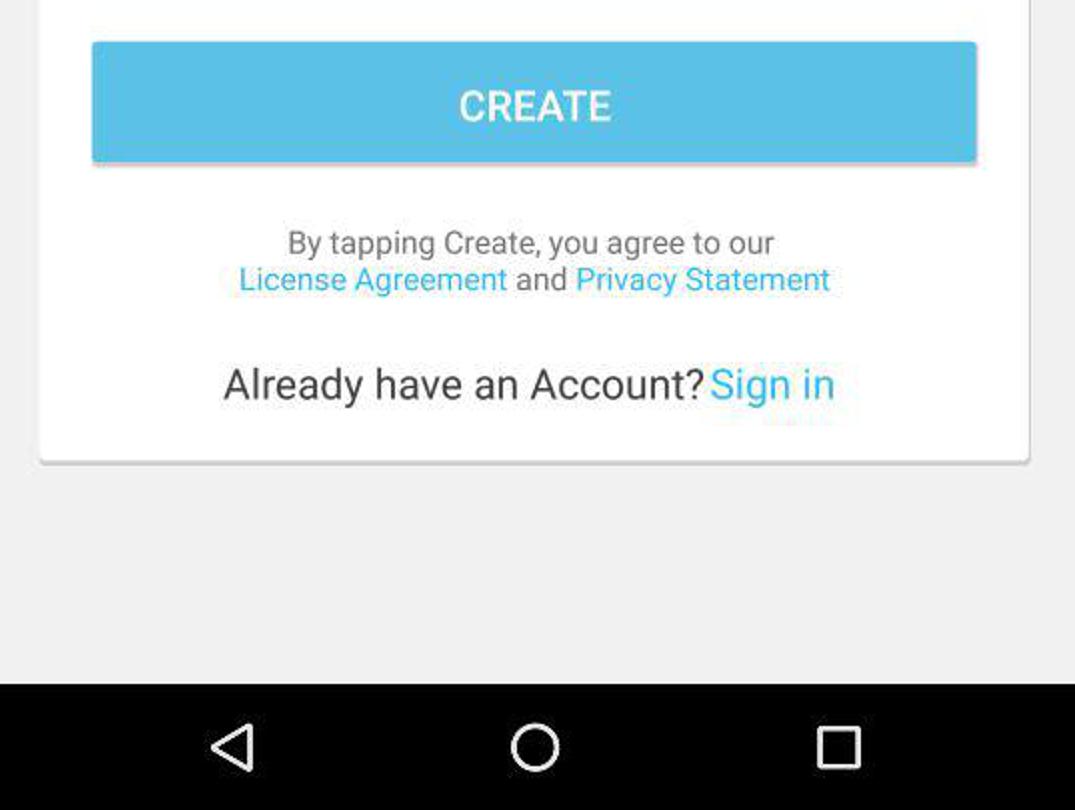 CREATE
By tapping Create, you agree to our
License Agreement and Privacy Statement
Already have an Account? Sign in